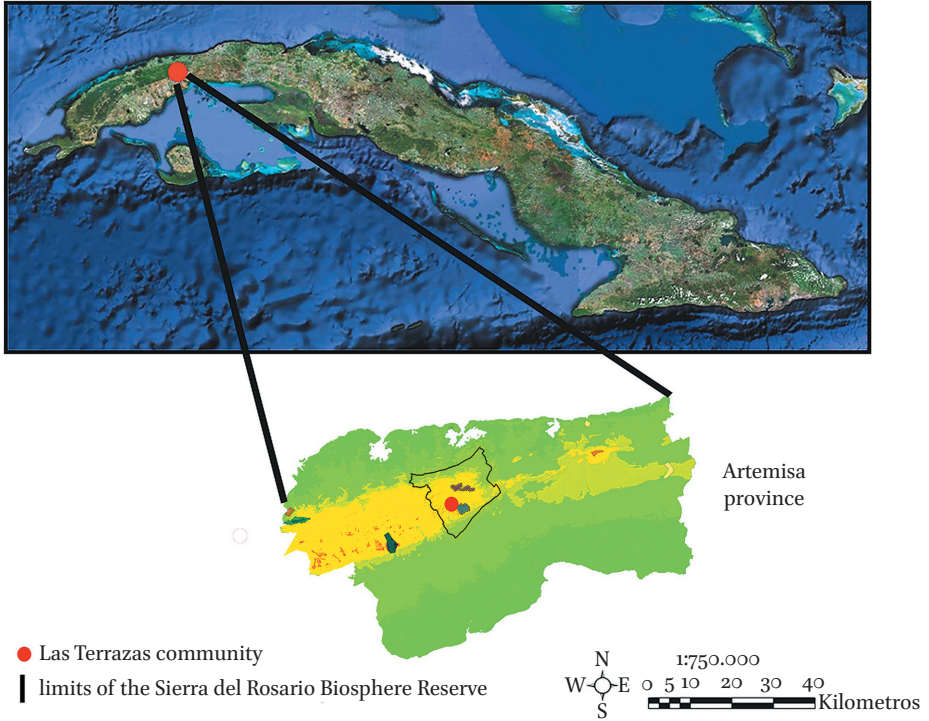 Artemisa
province
Las Terrazas community
limits of the Sierra del Rosario Biosphere Reserve
N
W E
S
1:750.000
0 5 10 20 30 40
Kilometros